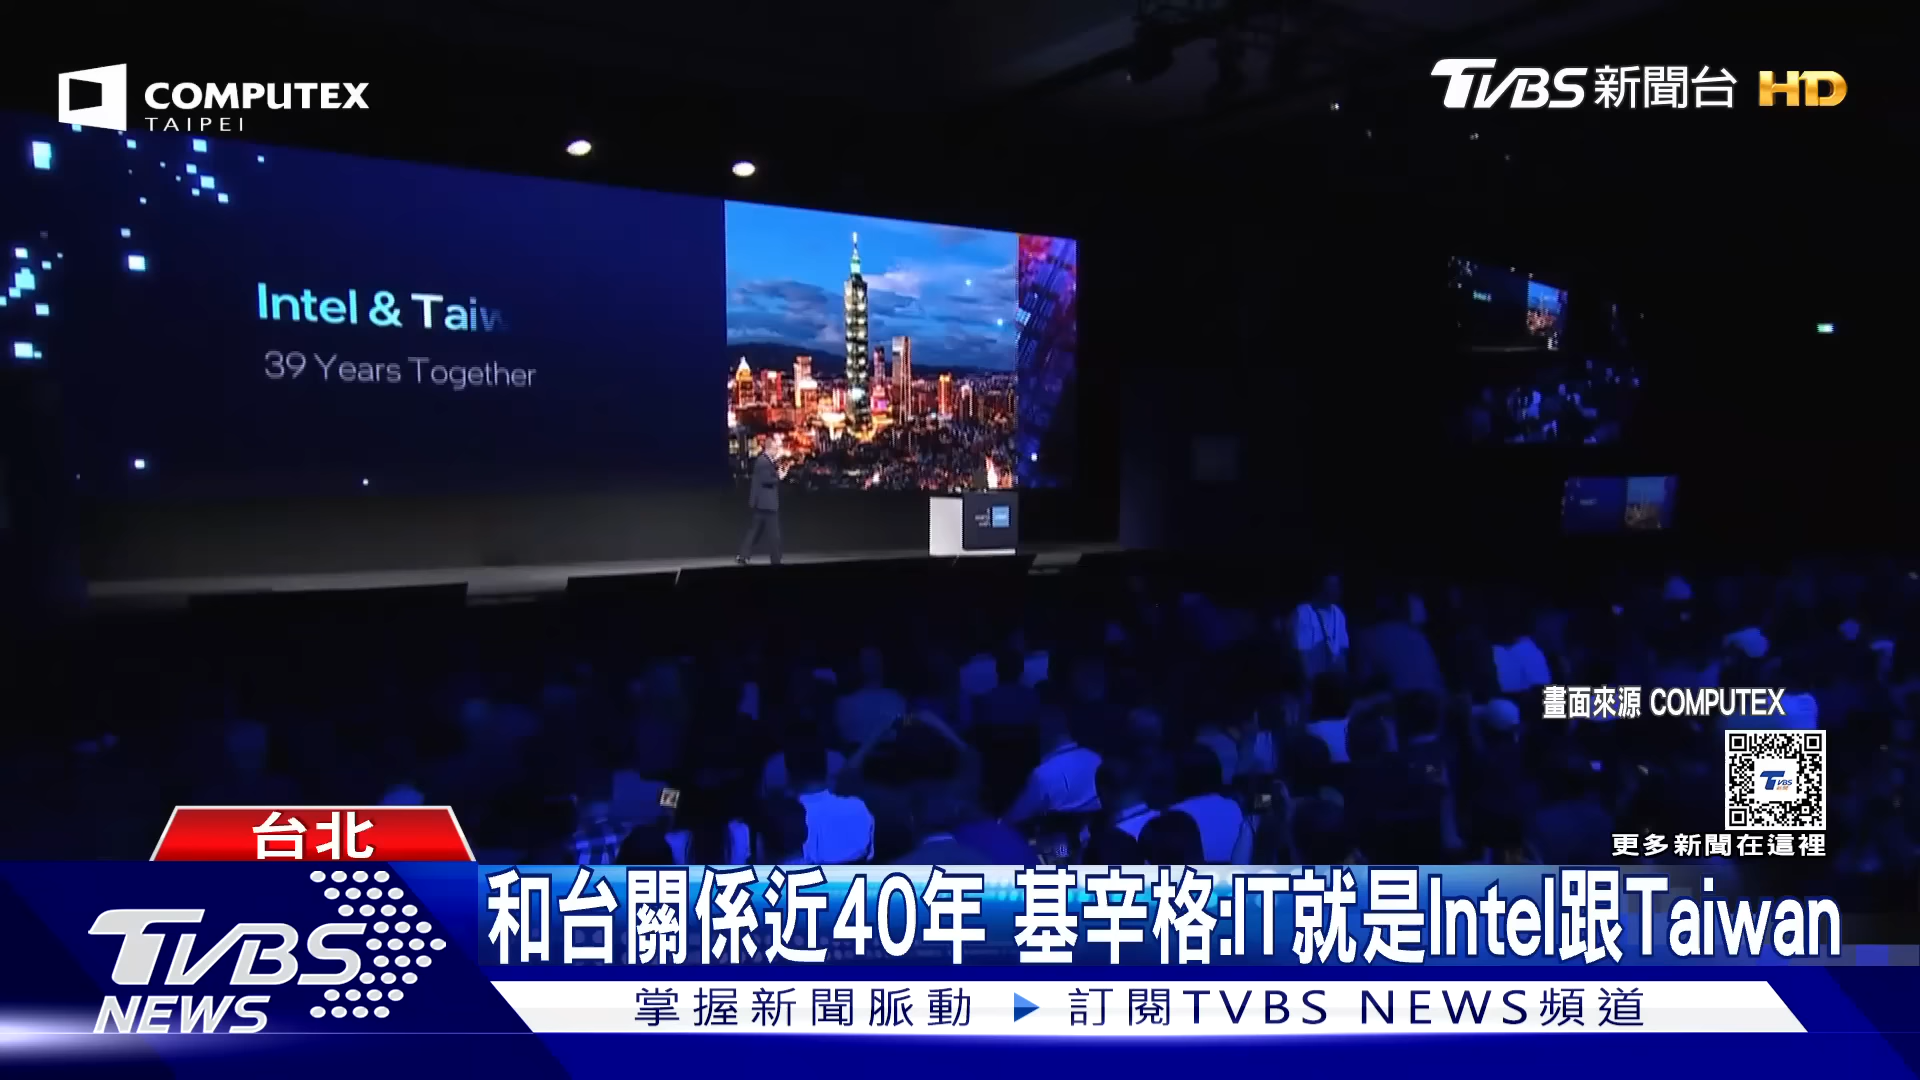 COMPUTEX
TAIPEI
TVBS新聞台 HD
Intel & Taiw
39 Years Together
畫面來源 COMPUTEX
TVBS
更多新聞在這裡
台北
TVBS
NEWS
和台關係近40年 基辛格:IT就是Intel跟Taiwan
掌握新聞脈動 ▶ 訂閱TVBS NEWS頻道